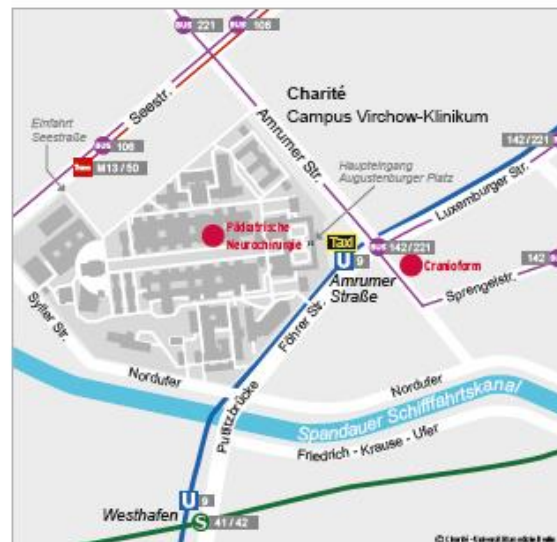 BUS 221
BUS 106
Seestr.
Charité
Campus Virchow-Klinikum
Einfahrt
Seestraße
BUS 106
M13 / 50
Amrumer Str.
Haupteingang
Augustenburger Platz
142 / 221
Luxemburger Str.
Pädiatrische
Neurochirurgie
Taxi
BUS 142/221
U 9
Cranioform
142
Amrumer
Straße
Sprengelstr.
Sylter Str.
Föhrer Str.
Nordufer
Nordufer
Putlitzbrücke
Spandauer Schifffahrtskanal
Friedrich - Krause - Ufer
U 9
Westhafen
S 41 / 42